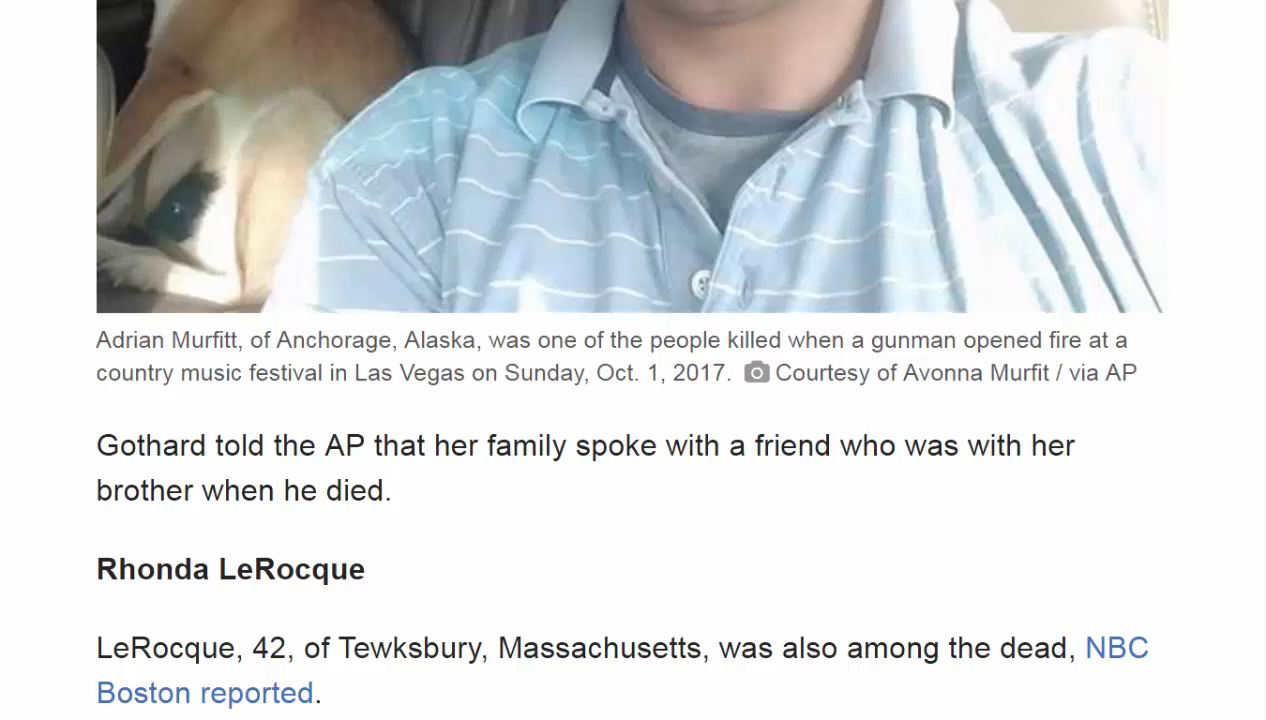 Adrian Murfitt, of Anchorage, Alaska, was one of the people killed when a gunman opened fire at a
country music festival in Las Vegas on Sunday, Oct. 1, 2017. Courtesy of Avonna Murfit / via AP
Gothard told the AP that her family spoke with a friend who was with her
brother when he died.
Rhonda LeRocque
LeRocque, 42, of Tewksbury, Massachusetts, was also among the dead, NBC
Boston reported.